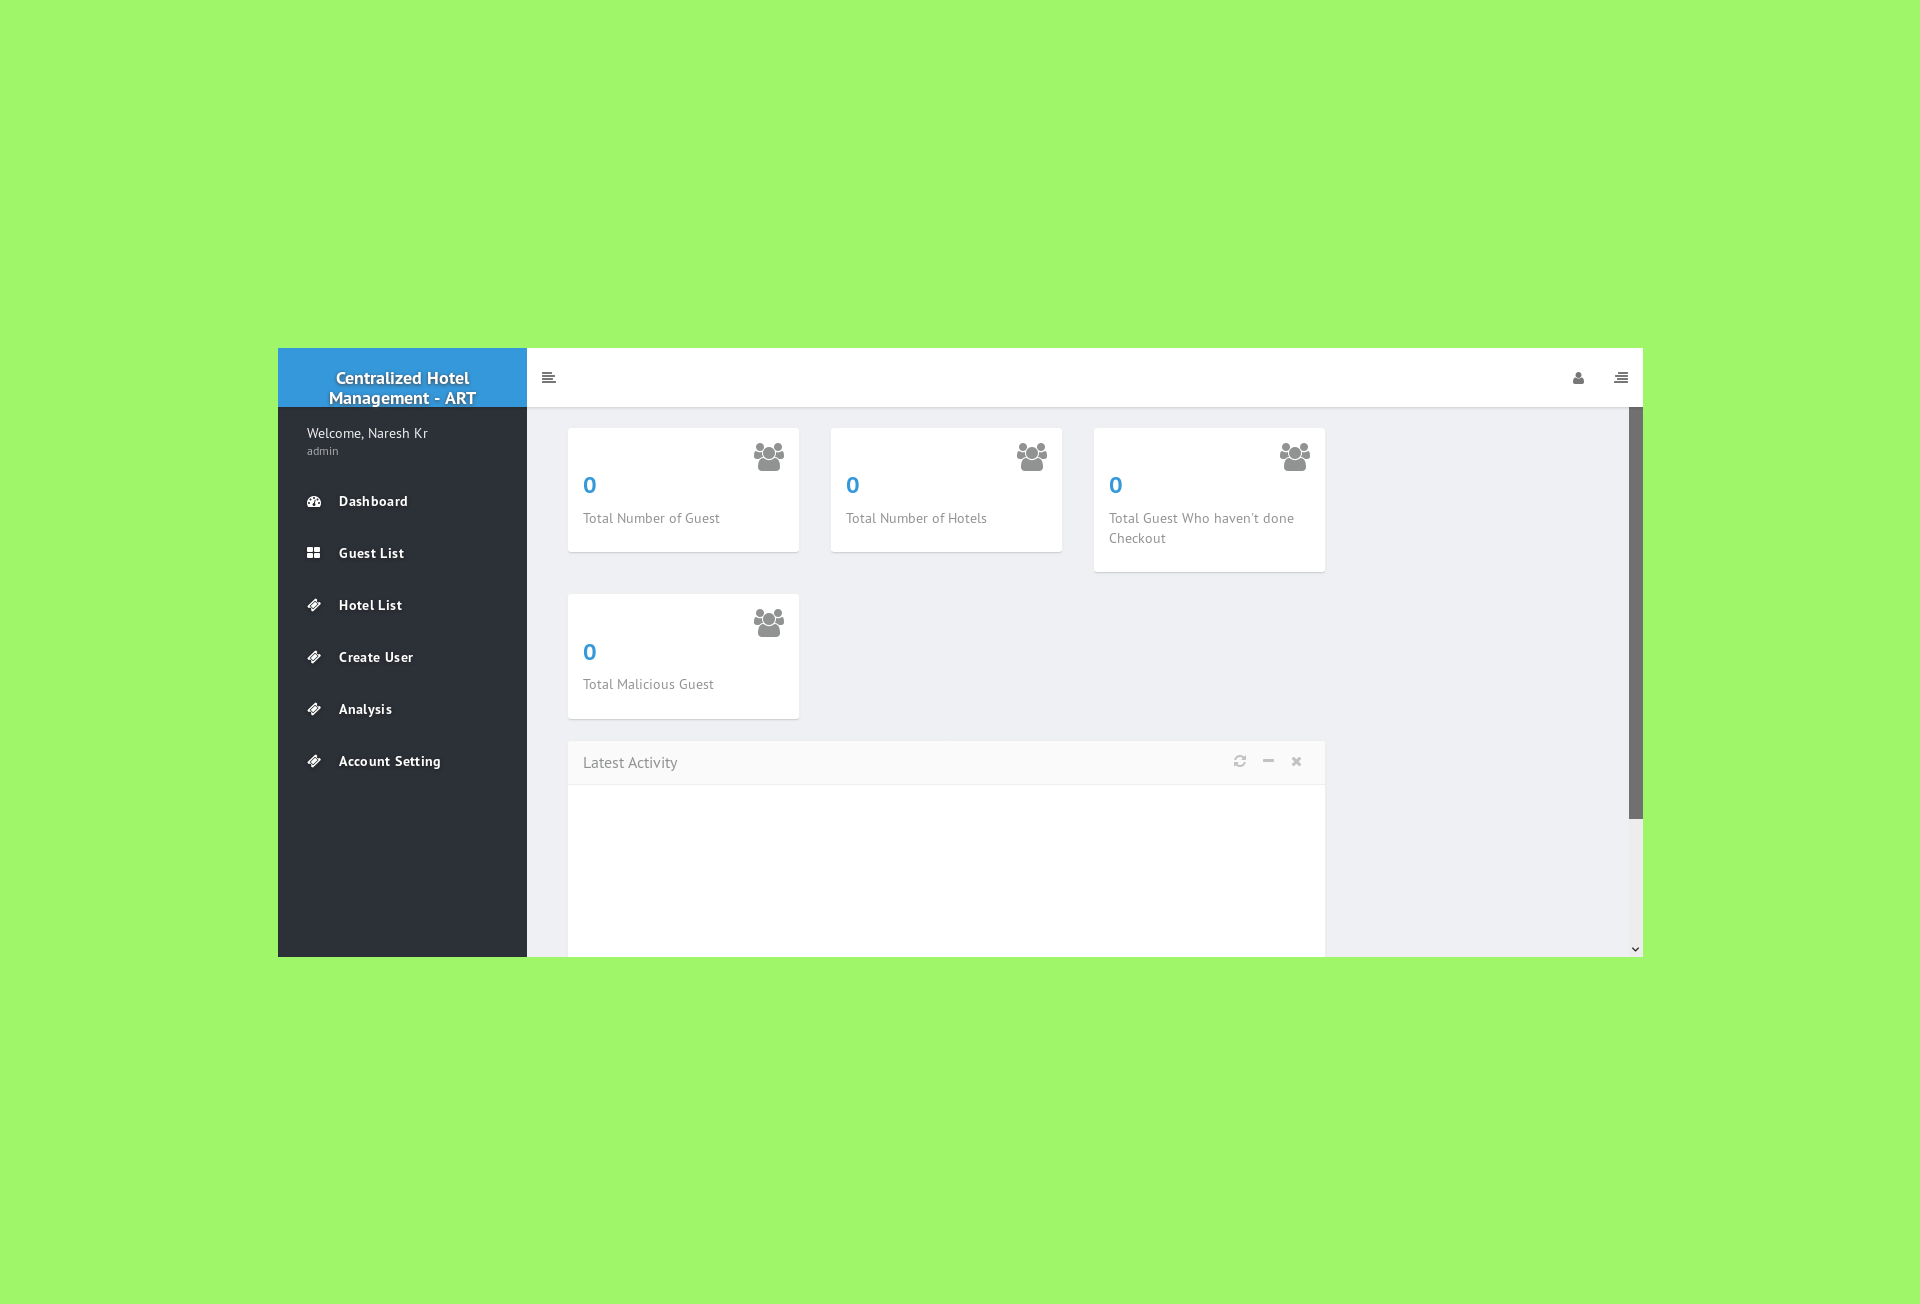 Centralized Hotel
Management - ART
Welcome, Naresh Kr
admin
Dashboard
Guest List
Hotel List
Create User
Analysis
Account Setting
0
Total Number of Guest
0
Total Number of Hotels
0
Total Guest Who haven't done
Checkout
0
Total Malicious Guest
Latest Activity